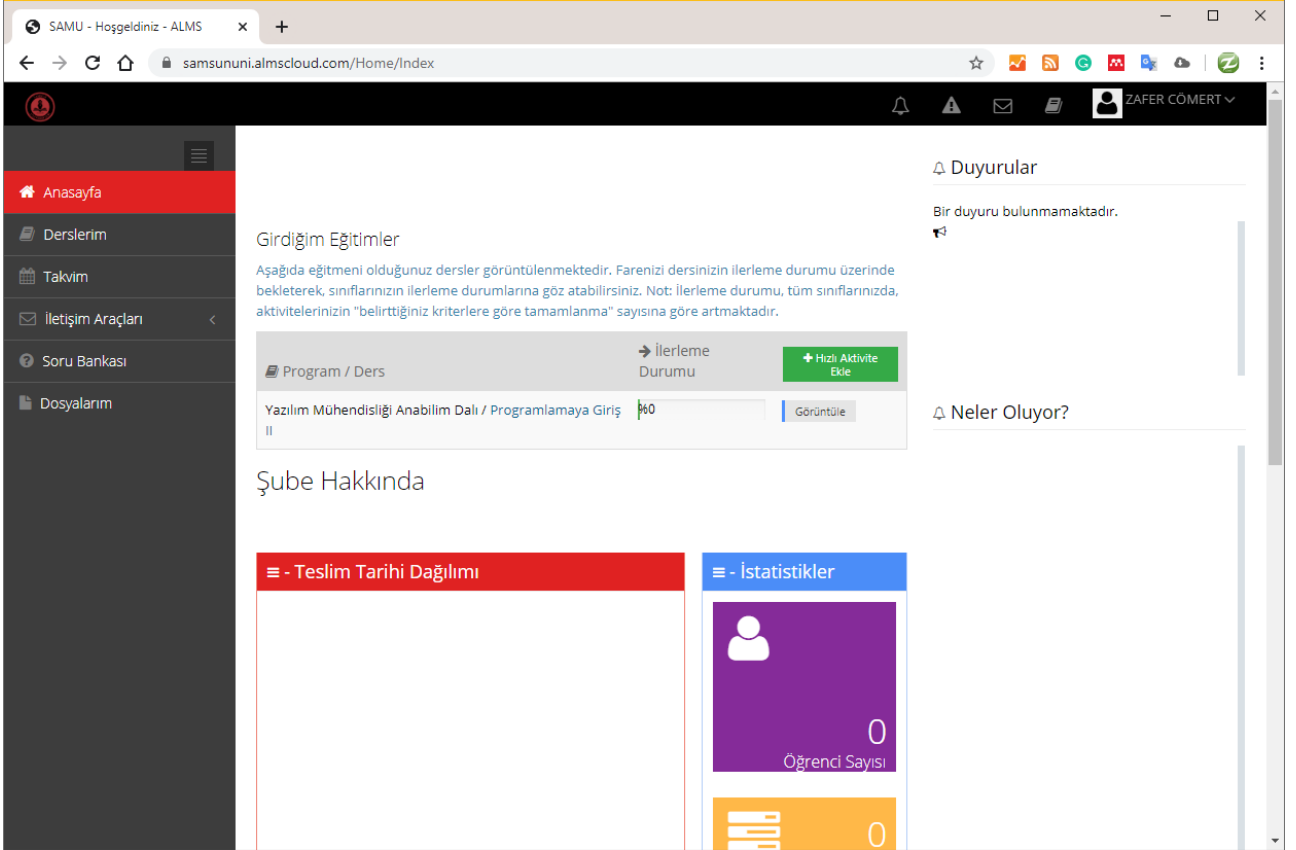 SAMU - Hoşgeldiniz - ALMS
samsununi.almscloud.com/Home/Index
ZAFER CÖMERT
Anasayfa
Derslerim
Takvim
İletişim Araçları
Soru Bankası
Dosyalarım
Girdiğim Eğitimler
Aşağıda eğitmeni olduğunuz dersler görüntülenmektedir. Farenizi dersinizin ilerleme durumu üzerinde
bekleterek, sınıflarınızın ilerleme durumlarına göz atabilirsiniz. Not: İlerleme durumu, tüm sınıflarınızda,
aktivitelerinizin "belirttiğiniz kriterlere göre tamamlanma" sayısına göre artmaktadır.
Program / Ders
İlerleme
Durumu
Hızlı Aktivite
Ekle
Yazılım Mühendisliği Anabilim Dalı / Programlamaya Giriş
II
%0
Görüntüle
Şube Hakkında
- Teslim Tarihi Dağılımı
- İstatistikler
0
Öğrenci Sayısı
0
Duyurular
Bir duyuru bulunmamaktadır.
Neler Oluyor?